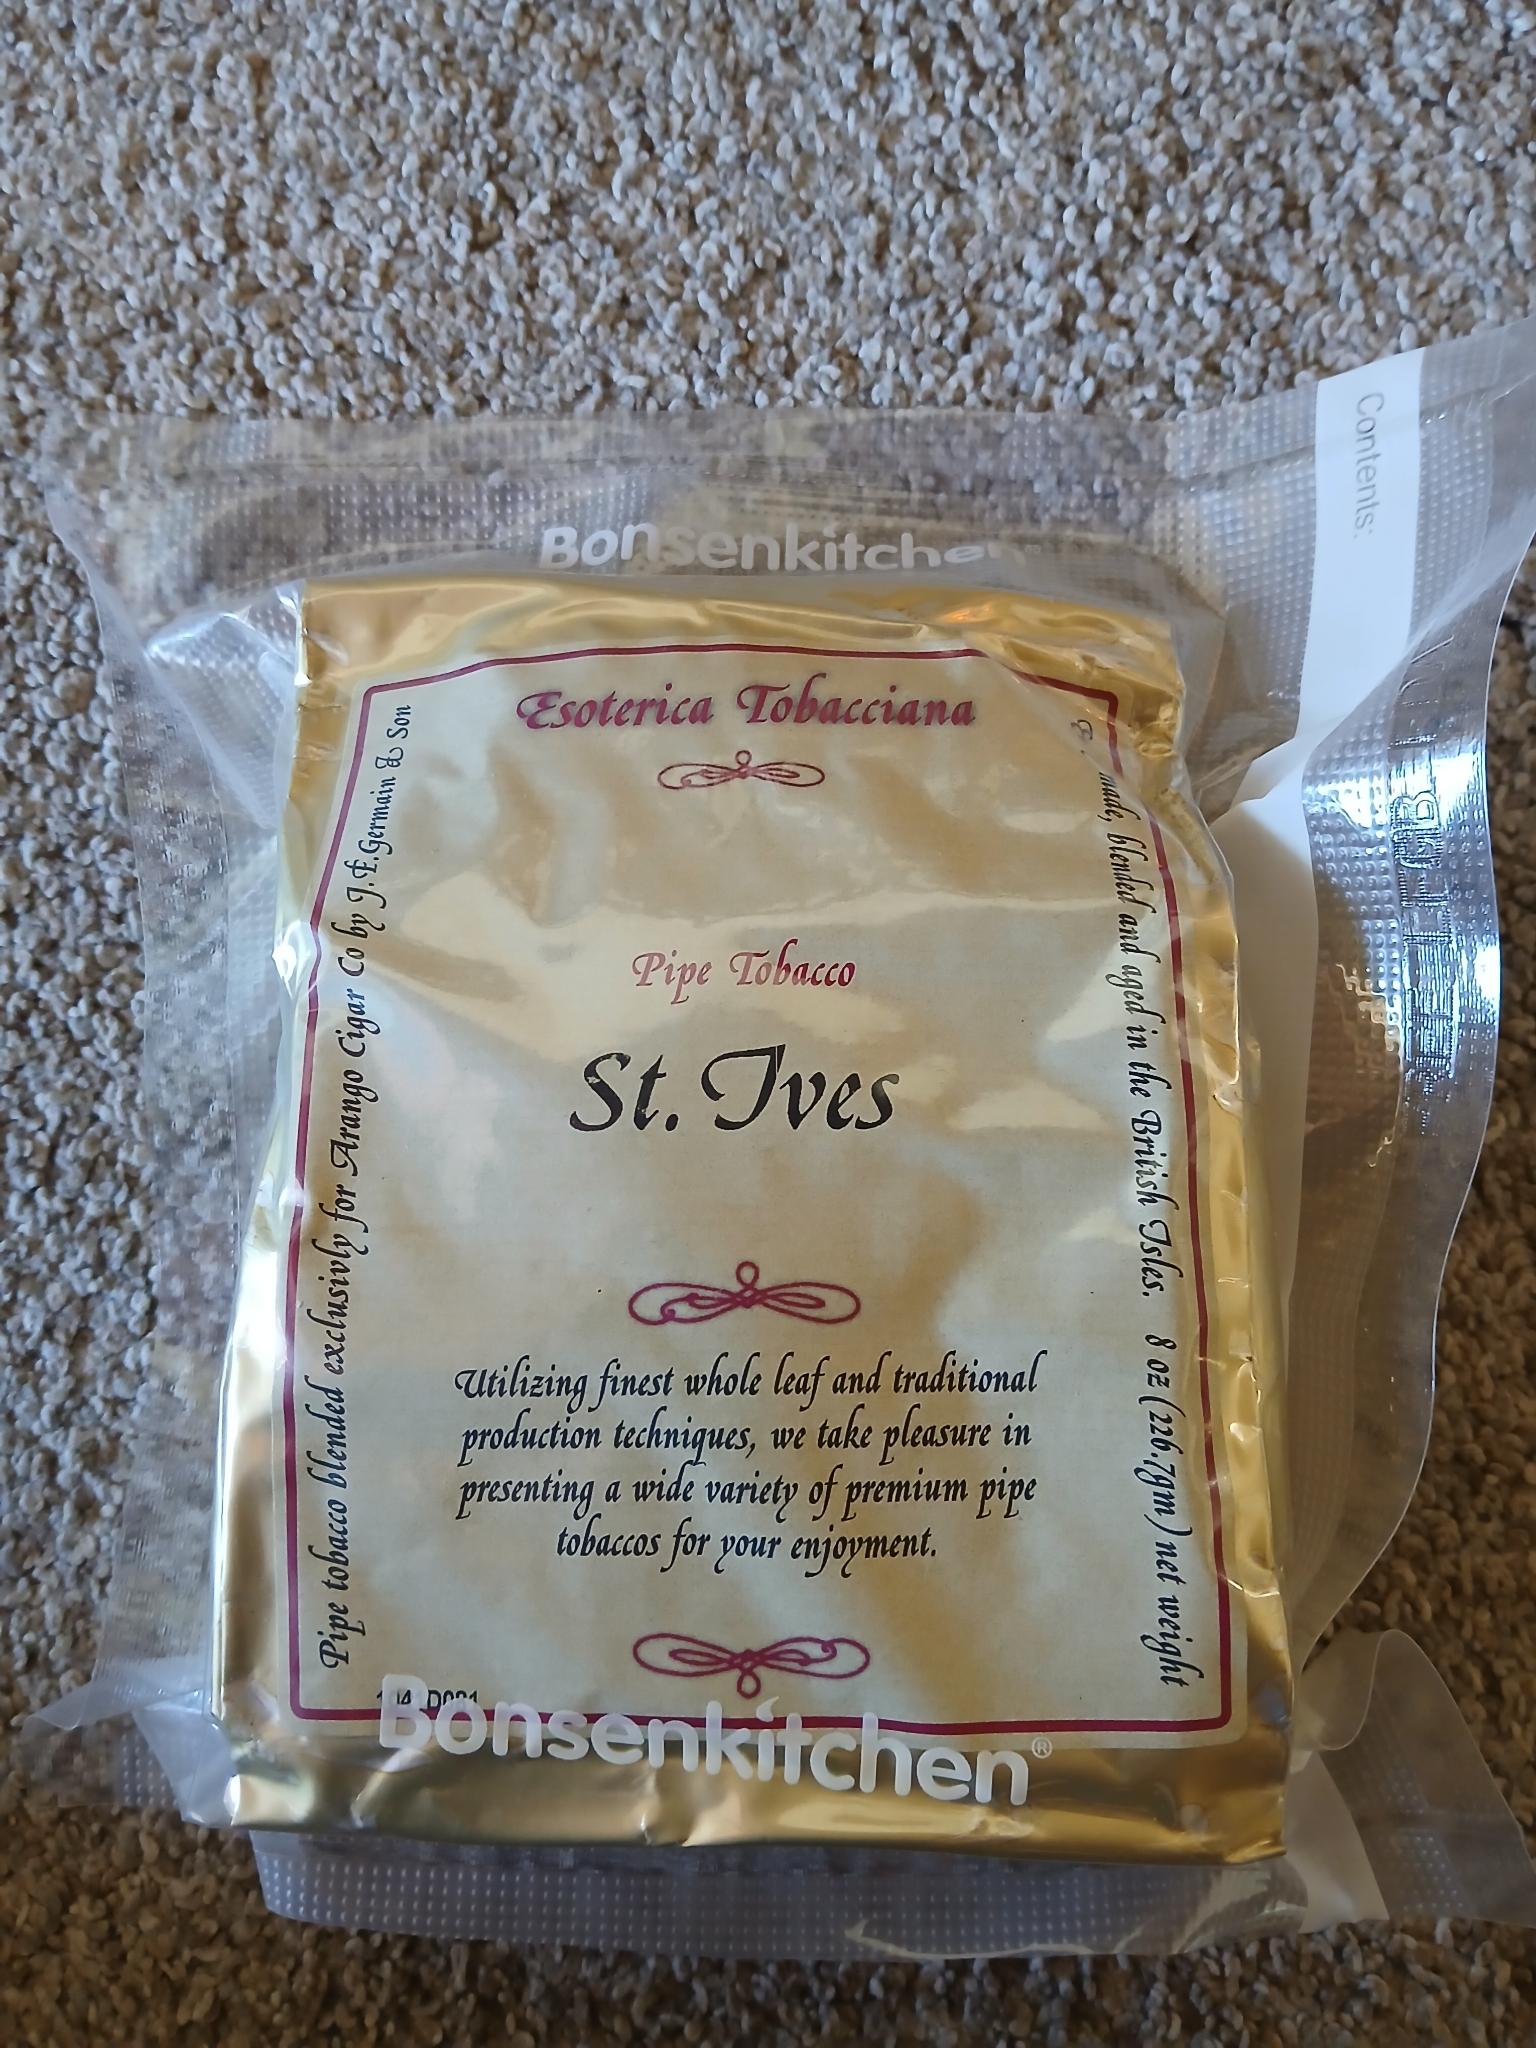 Contents:
Bonsenkitchen
Esoterica Tobacciana
Pipe tobacco blended exclusivly for Arango Cigar Co by J.F.Germain & Son
made, blended and aged in the British Isles. 8 oz (226.7gm) net weight
Pipe Tobacco
St. Ives
Utilizing finest whole leaf and traditional
production techniques, we take pleasure in
presenting a wide variety of premium pipe
tobaccos for your enjoyment.
Bonsenkitchen®